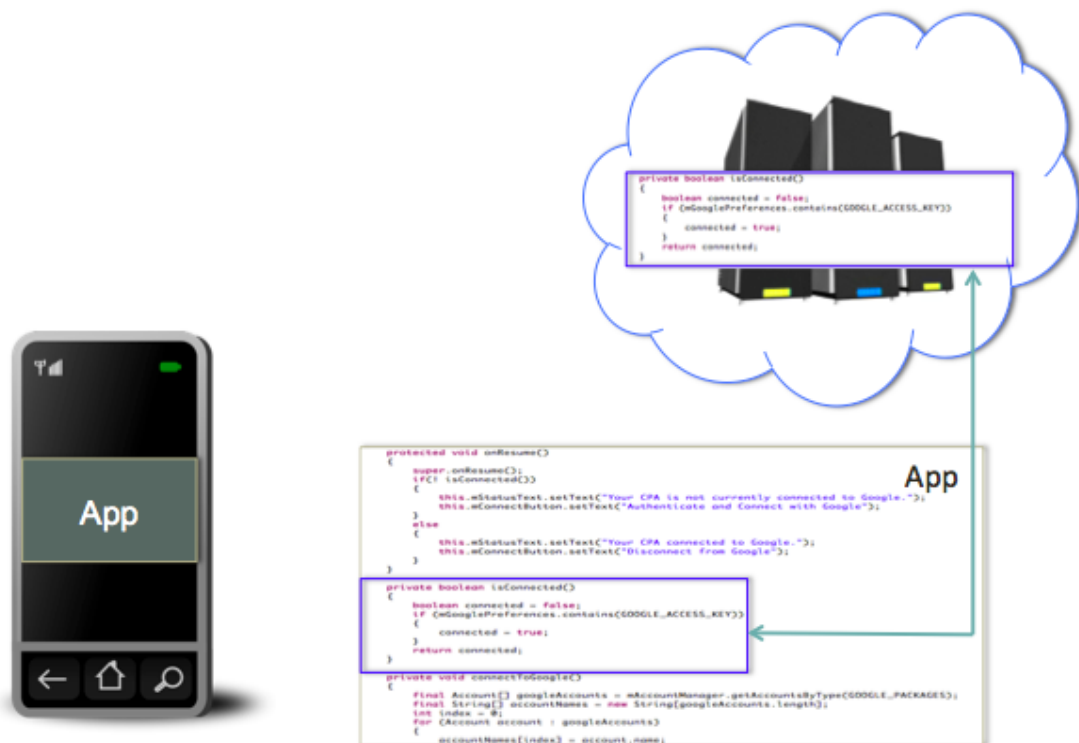 private boolean isConnected()
{
boolean connected = false;
if (mGooglePreferences.contains(GOOGLE_ACCESS_KEY))
{
connected = true;
}
return connected;
}
App
protected void onResume()
{
super.onResume();
if(! isConnected())
{
this.mStatusText.setText("Your CPA is not currently connected to Google.");
this.mConnectButton.setText("Authenticate and Connect with Google");
}
else
{
this.mStatusText.setText("Your CPA connected to Google.");
this.mConnectButton.setText("Disconnect from Google");
}
}
App
private boolean isConnected()
{
boolean connected = false;
if (mGooglePreferences.contains(GOOGLE_ACCESS_KEY))
{
connected = true;
}
return connected;
}
private void connectToGoogle()
{
final Account[] googleAccounts = mAccountManager.getAccountsByType(GOOGLE_PACKAGES);
final String[] accountNames = new String[googleAccounts.length];
int index = 0;
for (Account account : googleAccounts)
{
accountNames[index] = account.name;